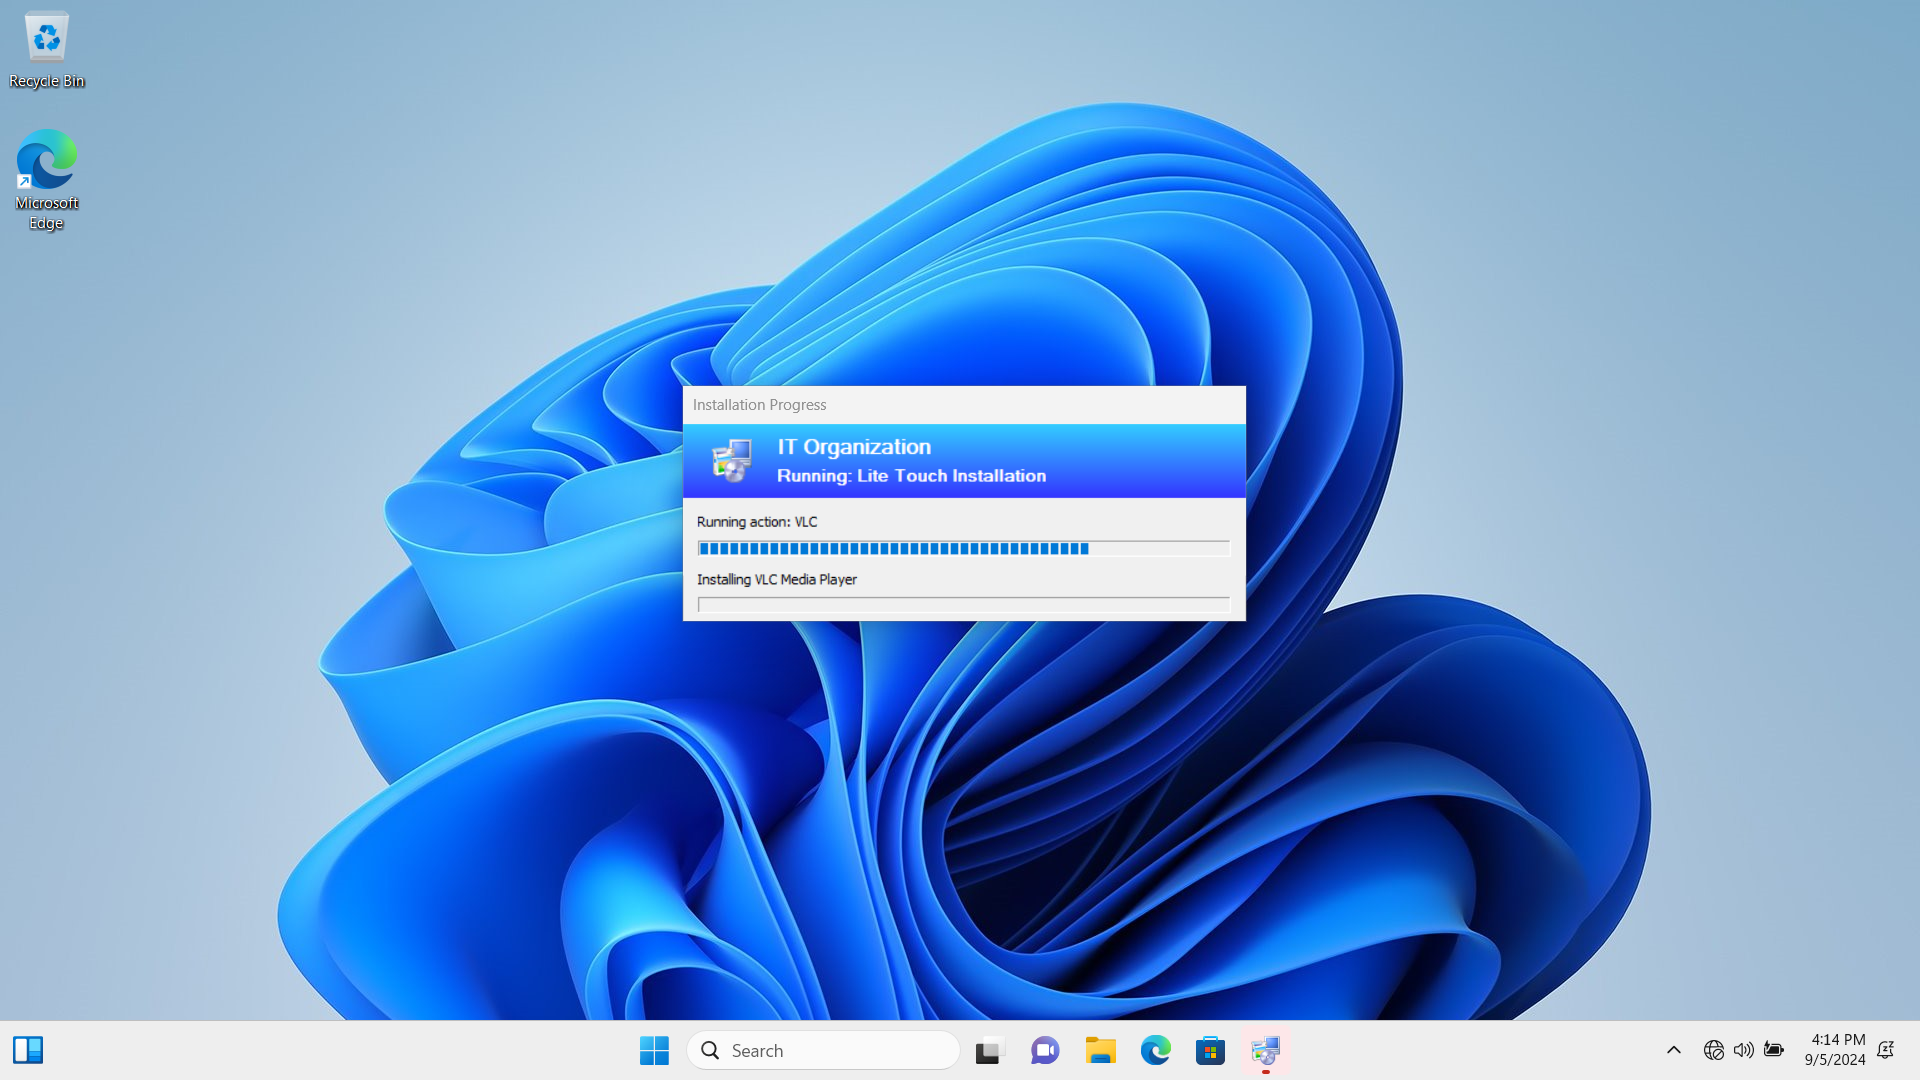 Recycle Bin
Microsoft
Edge
Installation Progress
IT Organization
Running: Lite Touch Installation
Running action: VLC
Installing VLC Media Player
Search
4:14 PM
9/5/2024